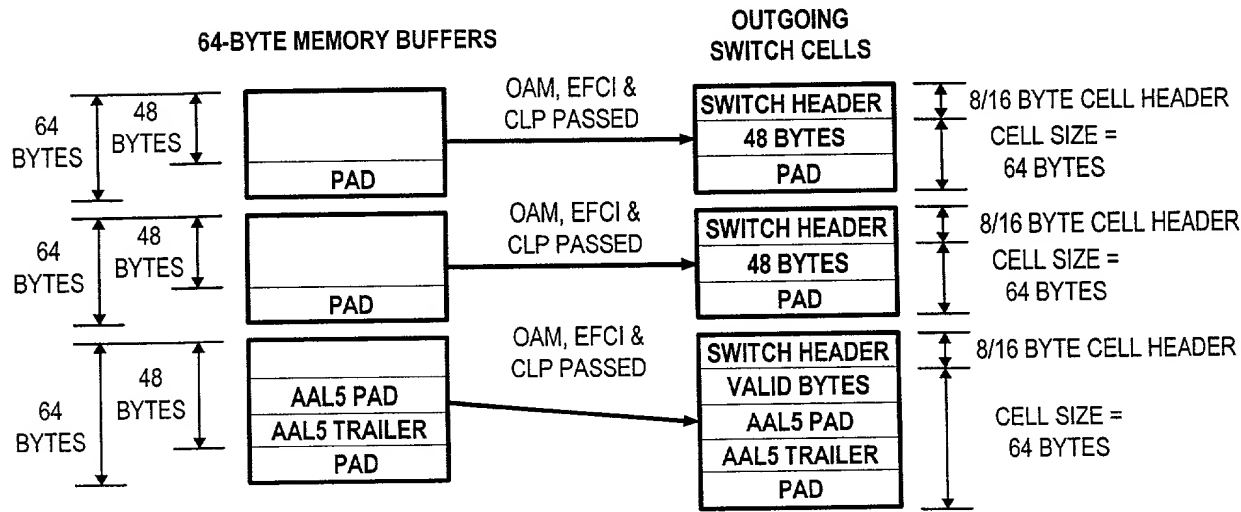 64-BYTE MEMORY BUFFERS
OUTGOING
SWITCH CELLS
64
BYTES
48
BYTES
PAD
OAM, EFCI &
CLP PASSED
SWITCH HEADER
48 BYTES
PAD
8/16 BYTE CELL HEADER
CELL SIZE =
64 BYTES
64
BYTES
48
BYTES
PAD
OAM, EFCI &
CLP PASSED
SWITCH HEADER
48 BYTES
PAD
8/16 BYTE CELL HEADER
CELL SIZE =
64 BYTES
64
BYTES
48
BYTES
AAL5 PAD
AAL5 TRAILER
PAD
OAM, EFCI &
CLP PASSED
SWITCH HEADER
VALID BYTES
AAL5 PAD
AAL5 TRAILER
PAD
8/16 BYTE CELL HEADER
CELL SIZE =
64 BYTES